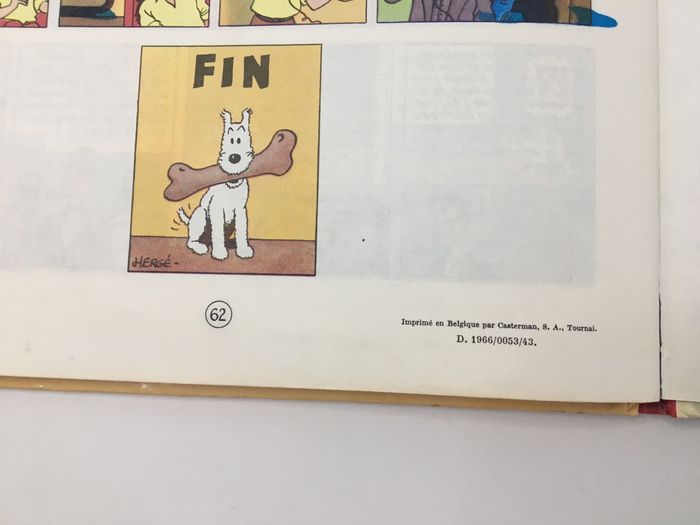 FIN
HERGÉ-
62
Imprimé en Belgique par Casterman, S. A., Tournai.
D. 1966/0053/43.